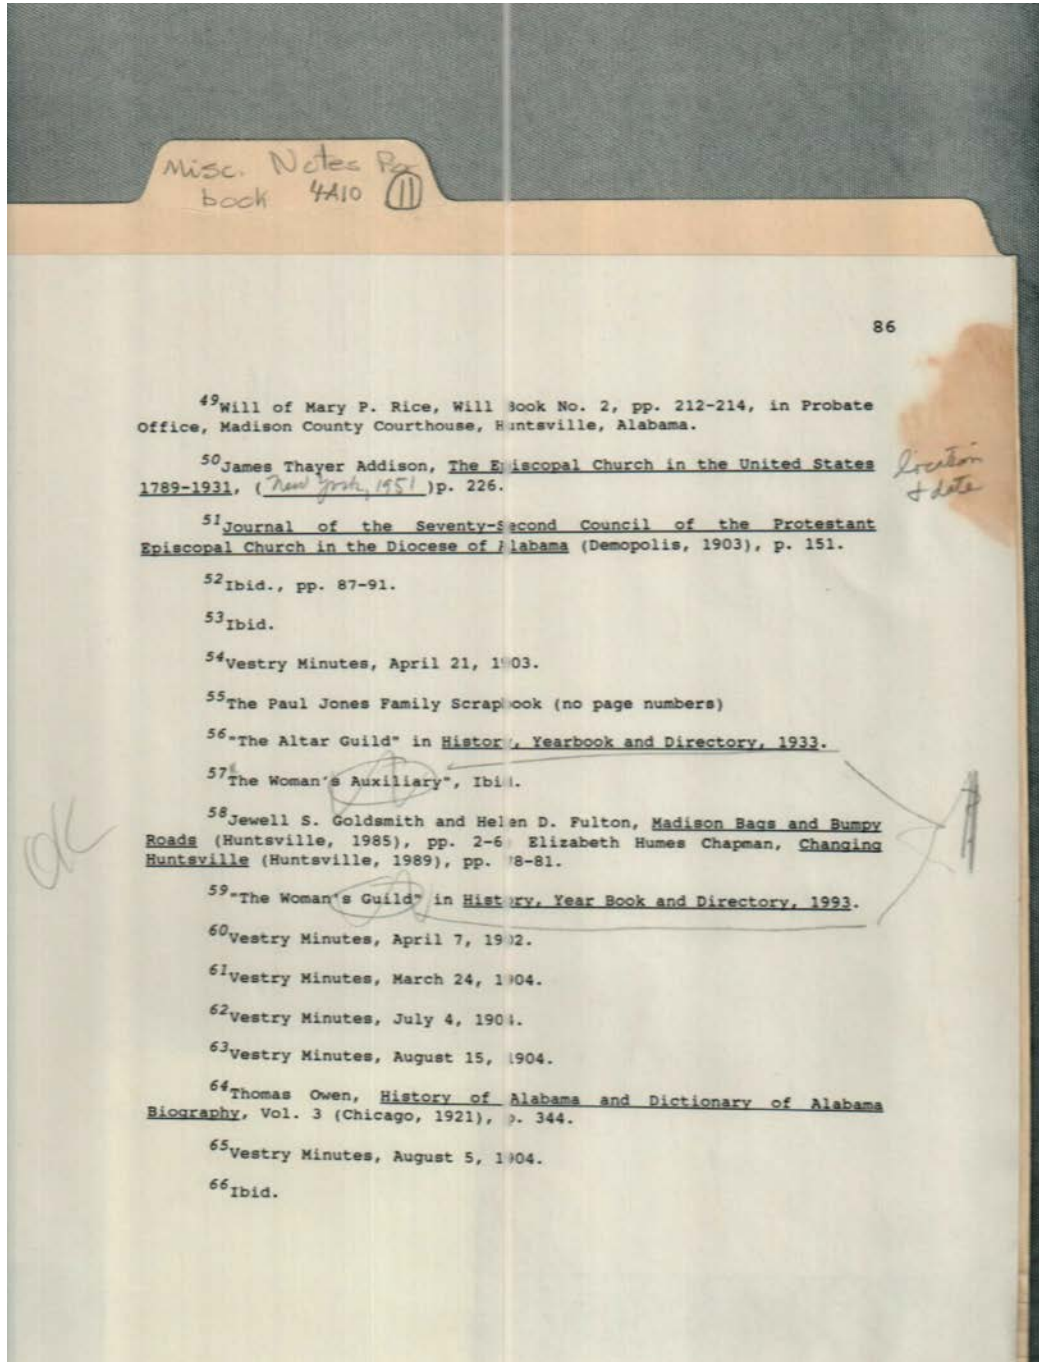 Misc. Notes
book 4A10 11
86
49Will of Mary P. Rice, Will Book No. 2, pp. 212-214, in Probate
Office, Madison County Courthouse, Huntsville, Alabama.
50James Thayer Addison, The Episcopal Church in the United States
1789-1931, (New York, 1951)p. 226.
location
& date
51Journal of the Seventy-Second Council of the Protestant
Episcopal Church in the Diocese of Alabama (Demopolis, 1903), p. 151.
52Ibid., pp. 87-91.
53Ibid.
54Vestry Minutes, April 21, 1903.
55The Paul Jones Family Scrapbook (no page numbers)
56"The Altar Guild" in History, Yearbook and Directory, 1933.
57"The Woman's Auxiliary", Ibid.
OK
58Jewell S. Goldsmith and Helen D. Fulton, Madison Bags and Bumpy
Roads (Huntsville, 1985), pp. 2-6 Elizabeth Humes Chapman, Changing
Huntsville (Huntsville, 1989), pp. 8-81.
59"The Woman's Guild" in History, Year Book and Directory, 1993.
60Vestry Minutes, April 7, 1902.
61Vestry Minutes, March 24, 1904.
62Vestry Minutes, July 4, 1904.
63Vestry Minutes, August 15, 1904.
64Thomas Owen, History of Alabama and Dictionary of Alabama
Biography, Vol. 3 (Chicago, 1921), p. 344.
65Vestry Minutes, August 5, 1904.
66Ibid.